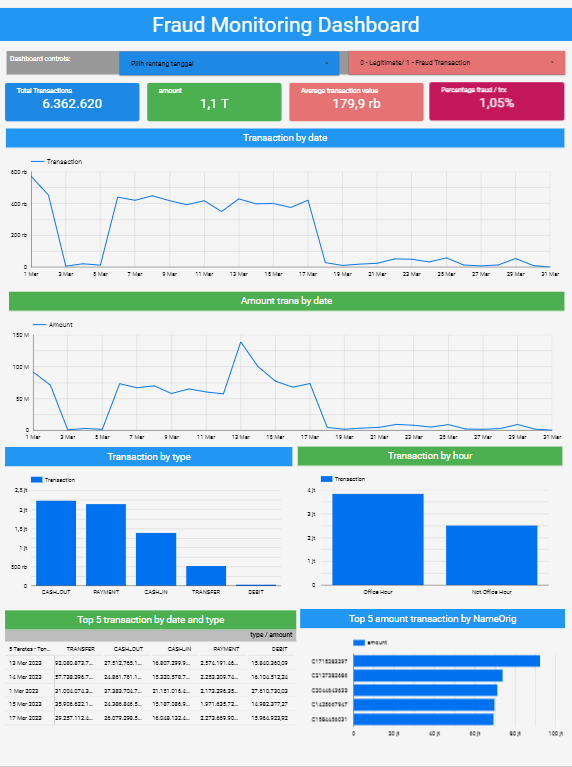 Fraud Monitoring Dashboard
Dashboard controls:
Pilih rentang tanggal
0 - Legitimate/ 1 - Fraud Transaction
Total Transactions
6.362.620
amount
1,1 T
Average transaction value
179,9 rb
Percentage fraud / trx
1,05%
Transaction by date
Transaction
600 rb
400 rb
200 rb
0
1 Mar 3 Mar 5 Mar 7 Mar 9 Mar 11 Mar 13 Mar 15 Mar 17 Mar 19 Mar 21 Mar 23 Mar 25 Mar 27 Mar 29 Mar 31 Mar
Amount trans by date
Amount
150 M
100 M
50 M
0
1 Mar 3 Mar 5 Mar 7 Mar 9 Mar 11 Mar 13 Mar 15 Mar 17 Mar 19 Mar 21 Mar 23 Mar 25 Mar 27 Mar 29 Mar 31 Mar
Transaction by type
Transaction
2,5 jt
2 jt
1,5 jt
1 jt
500 rb
0
CASHOUT PAYMENT CASHIN TRANSFER DEBIT
Transaction by hour
Transaction
4 jt
3 jt
2 jt
1 jt
0
Office Hour Not Office Hour
Top 5 transaction by date and type
type / amount
5 Teratas - Tan... TRANSFER CASHOUT CASHIN PAYMENT DEBIT
13 Mar 2023 92.080.873.7... 27.512.765.1... 16.807.299.9... 2.574.191.46... 15.840.360,09
14 Mar 2023 57.738.396.7... 24.861.761.1... 15.320.578.7... 2.253.309.74... 16.104.512,24
1 Mar 2023 31.004.074.3... 37.383.704.7... 21.151.016.4... 2.173.296.35... 27.610.730,03
15 Mar 2023 35.906.622.1... 24.386.846.5... 15.187.086.9... 1.971.635.72... 14.982.377,27
17 Mar 2023 29.257.112.4... 26.079.298.5... 16.048.132.4... 2.273.669.90... 15.964.923,92
Top 5 amount transaction by NameOrig
amount
C1715283297
C2127282686
C2044643633
C1425667947
C1584456031
0 20 jt 40 jt 60 jt 80 jt 100 jt